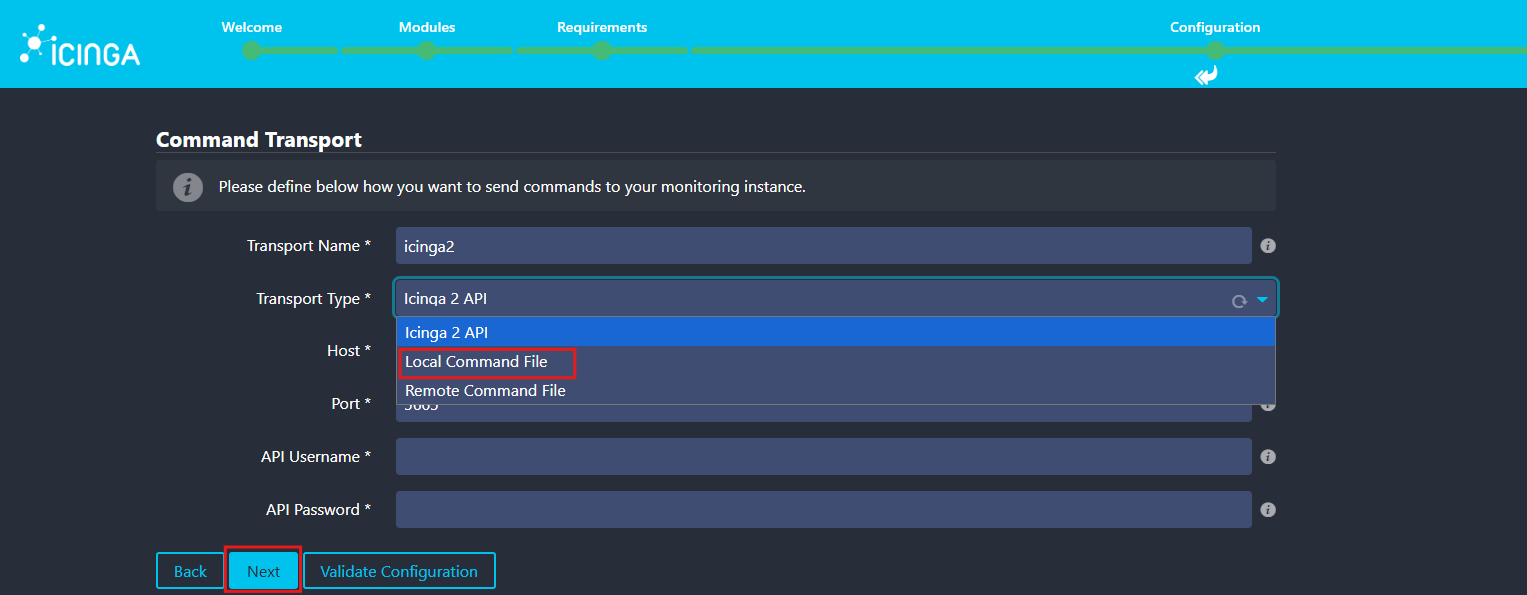 Welcome
Modules
Requirements
Configuration
ICINGA
Command Transport
Please define below how you want to send commands to your monitoring instance.
Transport Name *
icinga2
Transport Type *
Icinga 2 API
Icinga 2 API
Host *
Local Command File
Remote Command File
Port *
API Username *
API Password *
Back
Next
Validate Configuration